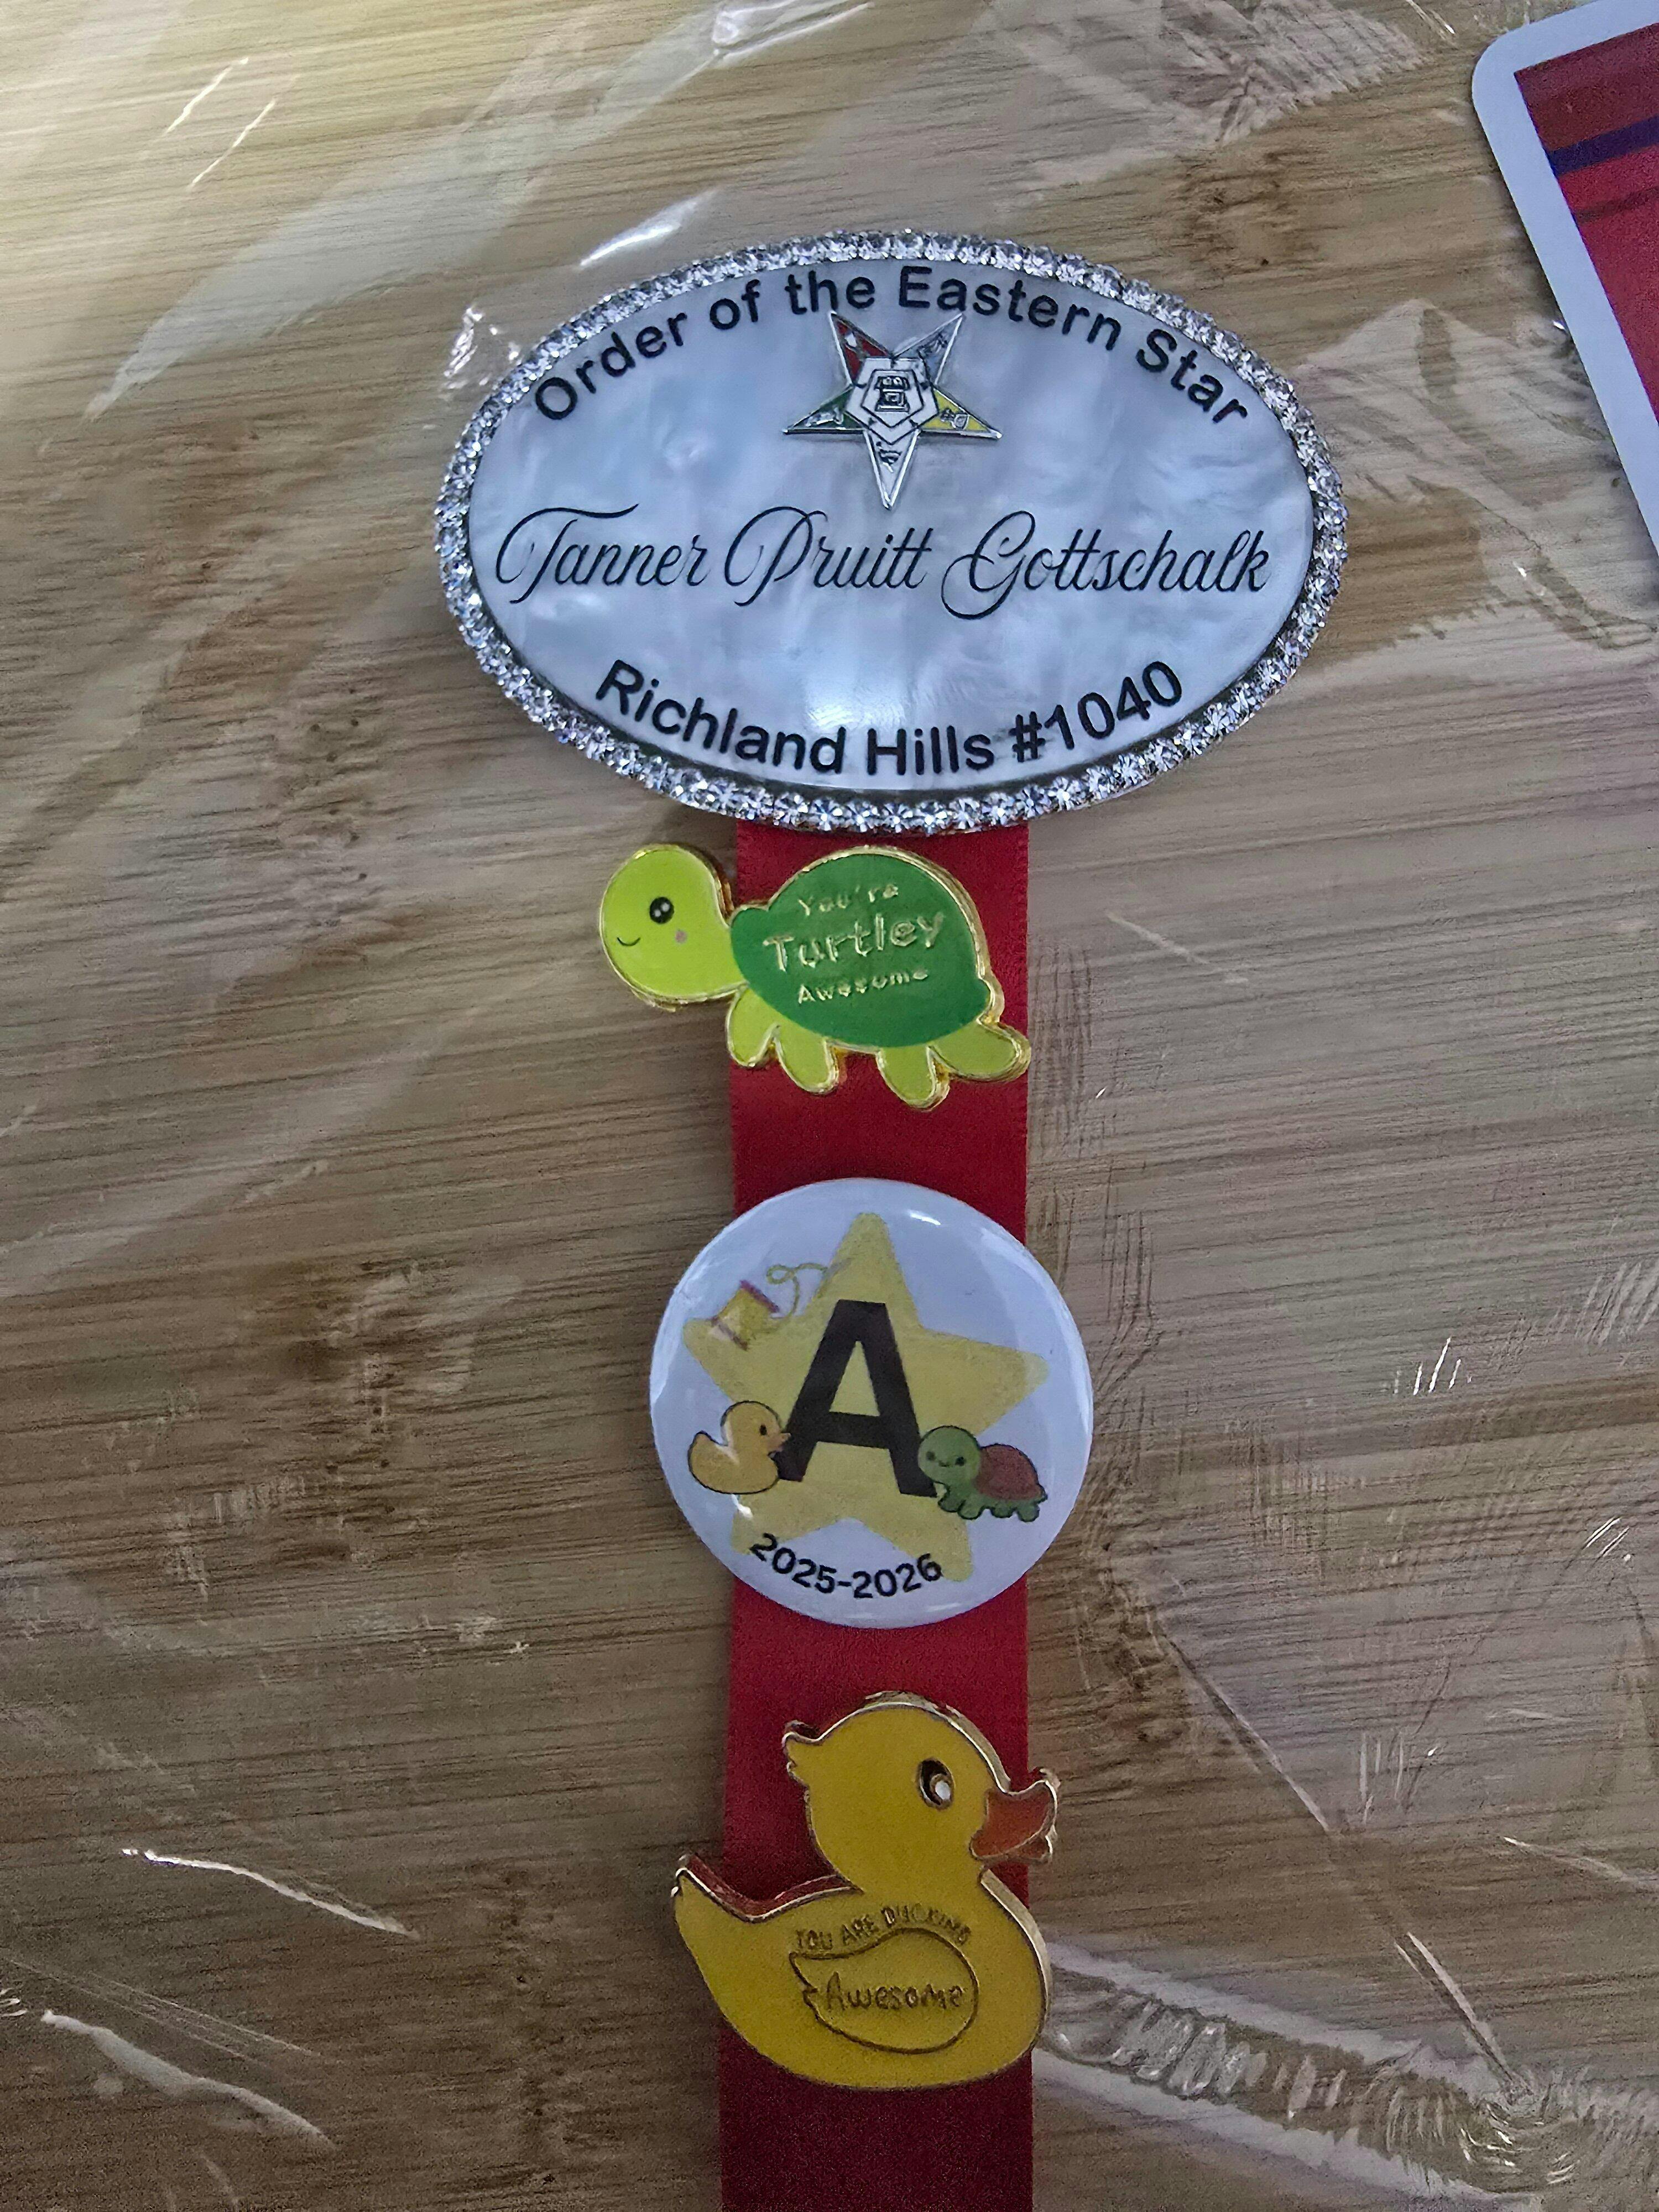 Order of the Eastern Star
Tanner Pruitt Gottschalk
Richland Hills #1040
You're
Turtley
Awesome
A
2025-2026
YOU ARE DUCKING
Awesome